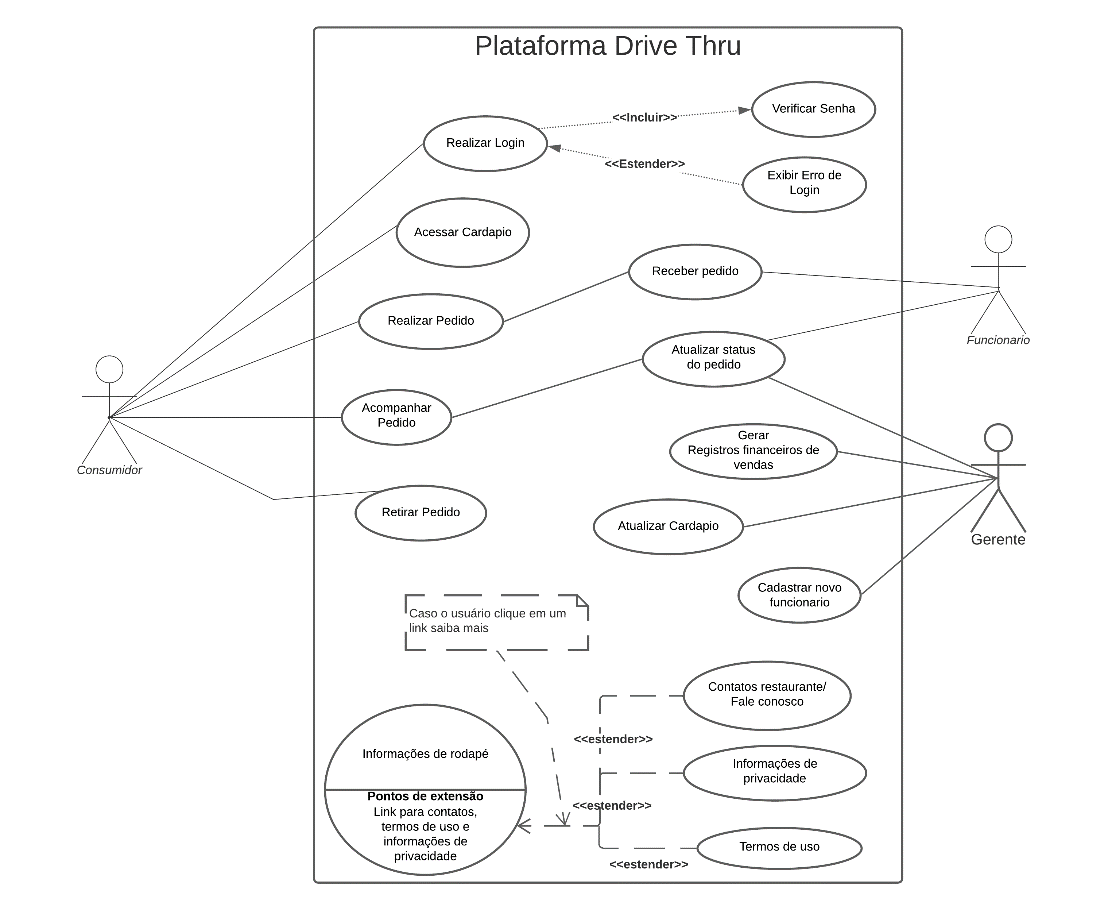 Plataforma Drive Thru
Verificar Senha
<<Incluir>>
Realizar Login
<<Estender>>
Exibir Erro de
Login
Acessar Cardapio
Receber pedido
Realizar Pedido
Funcionario
Atualizar status
do pedido
Acompanhar
Pedido
Consumidor
Gerar
Registros financeiros de
vendas
Retirar Pedido
Atualizar Cardapio
Gerente
Cadastrar novo
funcionario
Caso o usuário clique em um
link saiba mais
Contatos restaurante/
Fale conosco
<<estender>>
Informações de rodapé
Informações de
privacidade
Pontos de extensão
Link para contatos,
termos de uso e
informações de
privacidade
<<estender>>
Termos de uso
<<estender>>